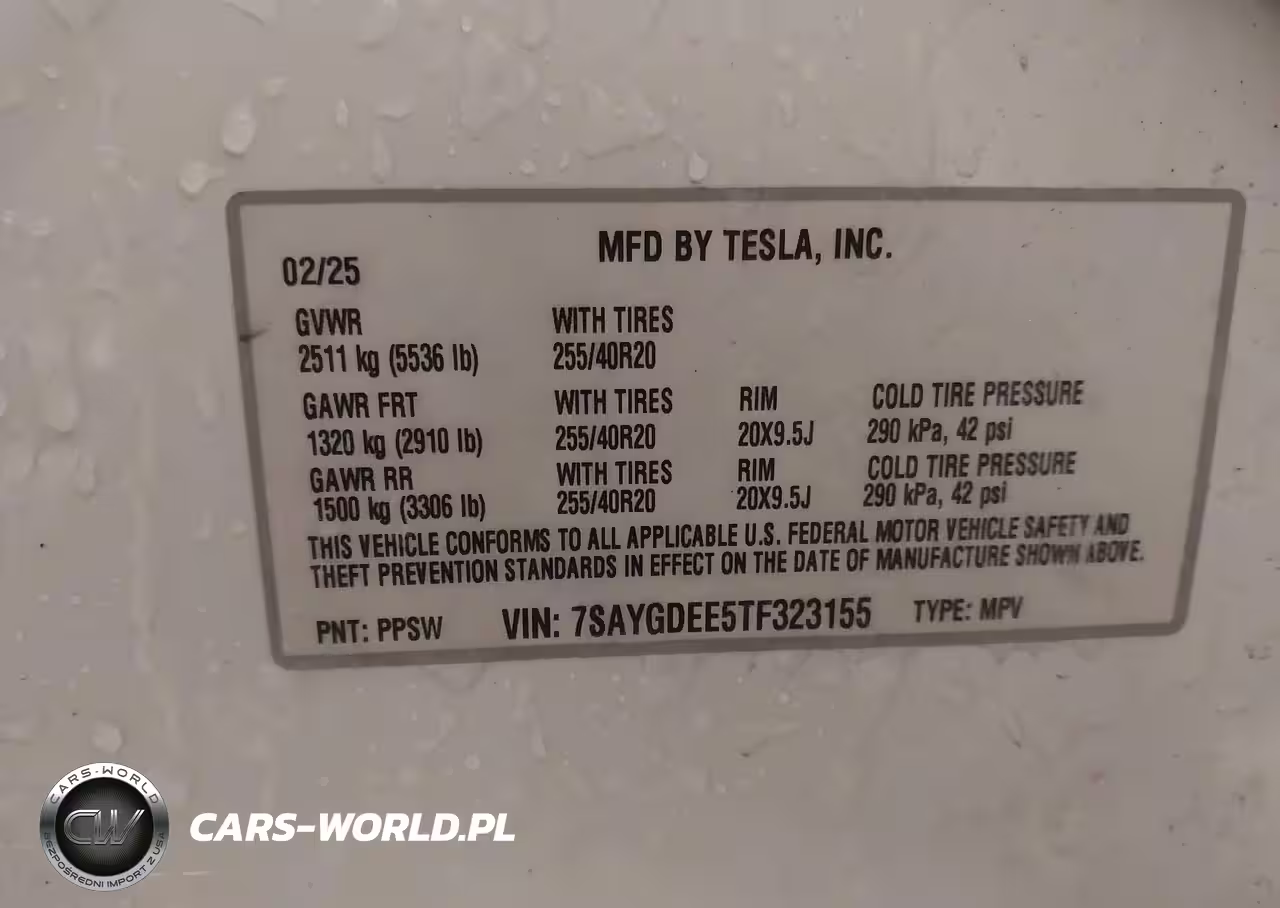 MFD BY TESLA, INC.
02/25
GVWR WITH TIRES
2511 kg (5536 lb) 255/40R20
GAWR FRT WITH TIRES RIM COLD TIRE PRESSURE
1320 kg (2910 lb) 255/40R20 20X9.5J 290 kPa, 42 psi
GAWR RR WITH TIRES RIM COLD TIRE PRESSURE
1500 kg (3306 lb) 255/40R20 20X9.5J 290 kPa, 42 psi
THIS VEHICLE CONFORMS TO ALL APPLICABLE U.S. FEDERAL MOTOR VEHICLE SAFETY AND
THEFT PREVENTION STANDARDS IN EFFECT ON THE DATE OF MANUFACTURE SHOWN ABOVE.
PNT: PPSW VIN: 7SAYGDEE5TF323155 TYPE: MPV
CARS-WORLD
CW
BEZPOŚREDNI IMPORT Z USA
CARS-WORLD.PL